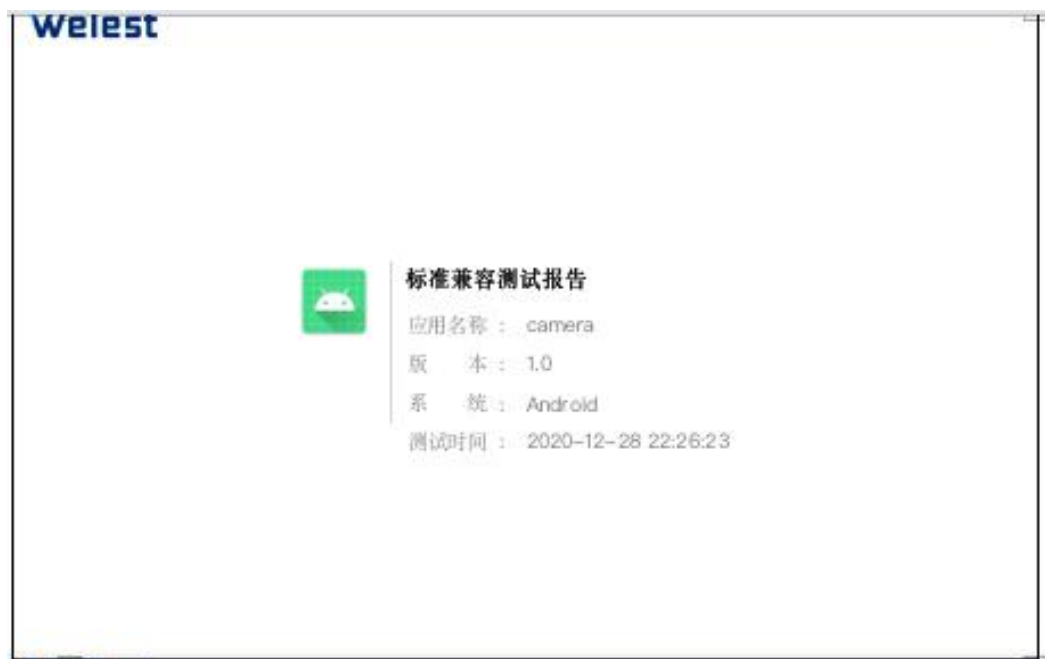 WeTest
标准兼容测试报告
应用名称： camera
版 本： 1.0
系 统： Android
测试时间： 2020-12-28 22:26:23